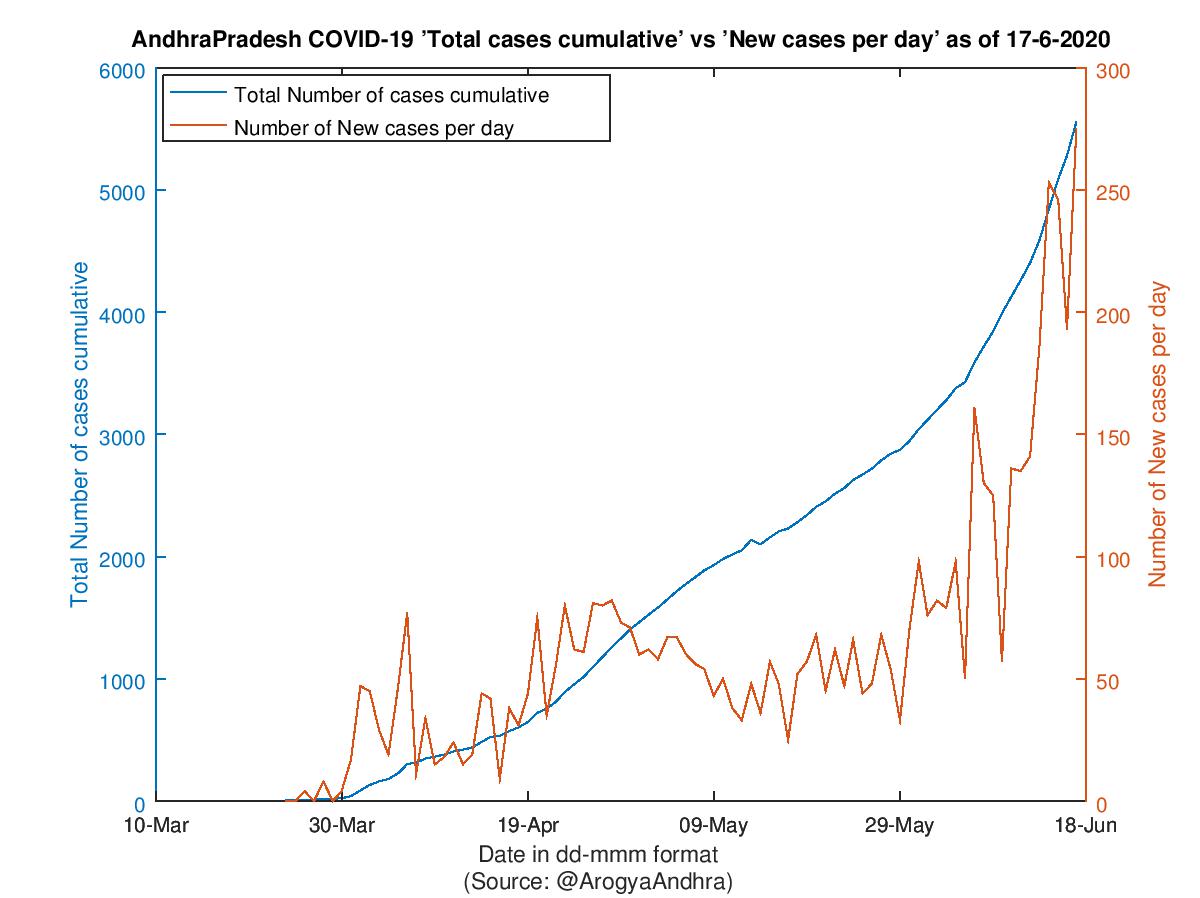 AndhraPradesh COVID-19 ’Total cases cumulative’ vs ’New cases per day’ as of 17-6-2020
6000
300
Total Number of cases cumulative
Number of New cases per day
5000
250
4000
200
3000
150
2000
100
1000
50
0
0
Total Number of cases cumulative
Number of New cases per day
10-Mar 30-Mar 19-Apr 09-May 29-May 18-Jun
Date in dd-mmm format
(Source: @ArogyaAndhra)